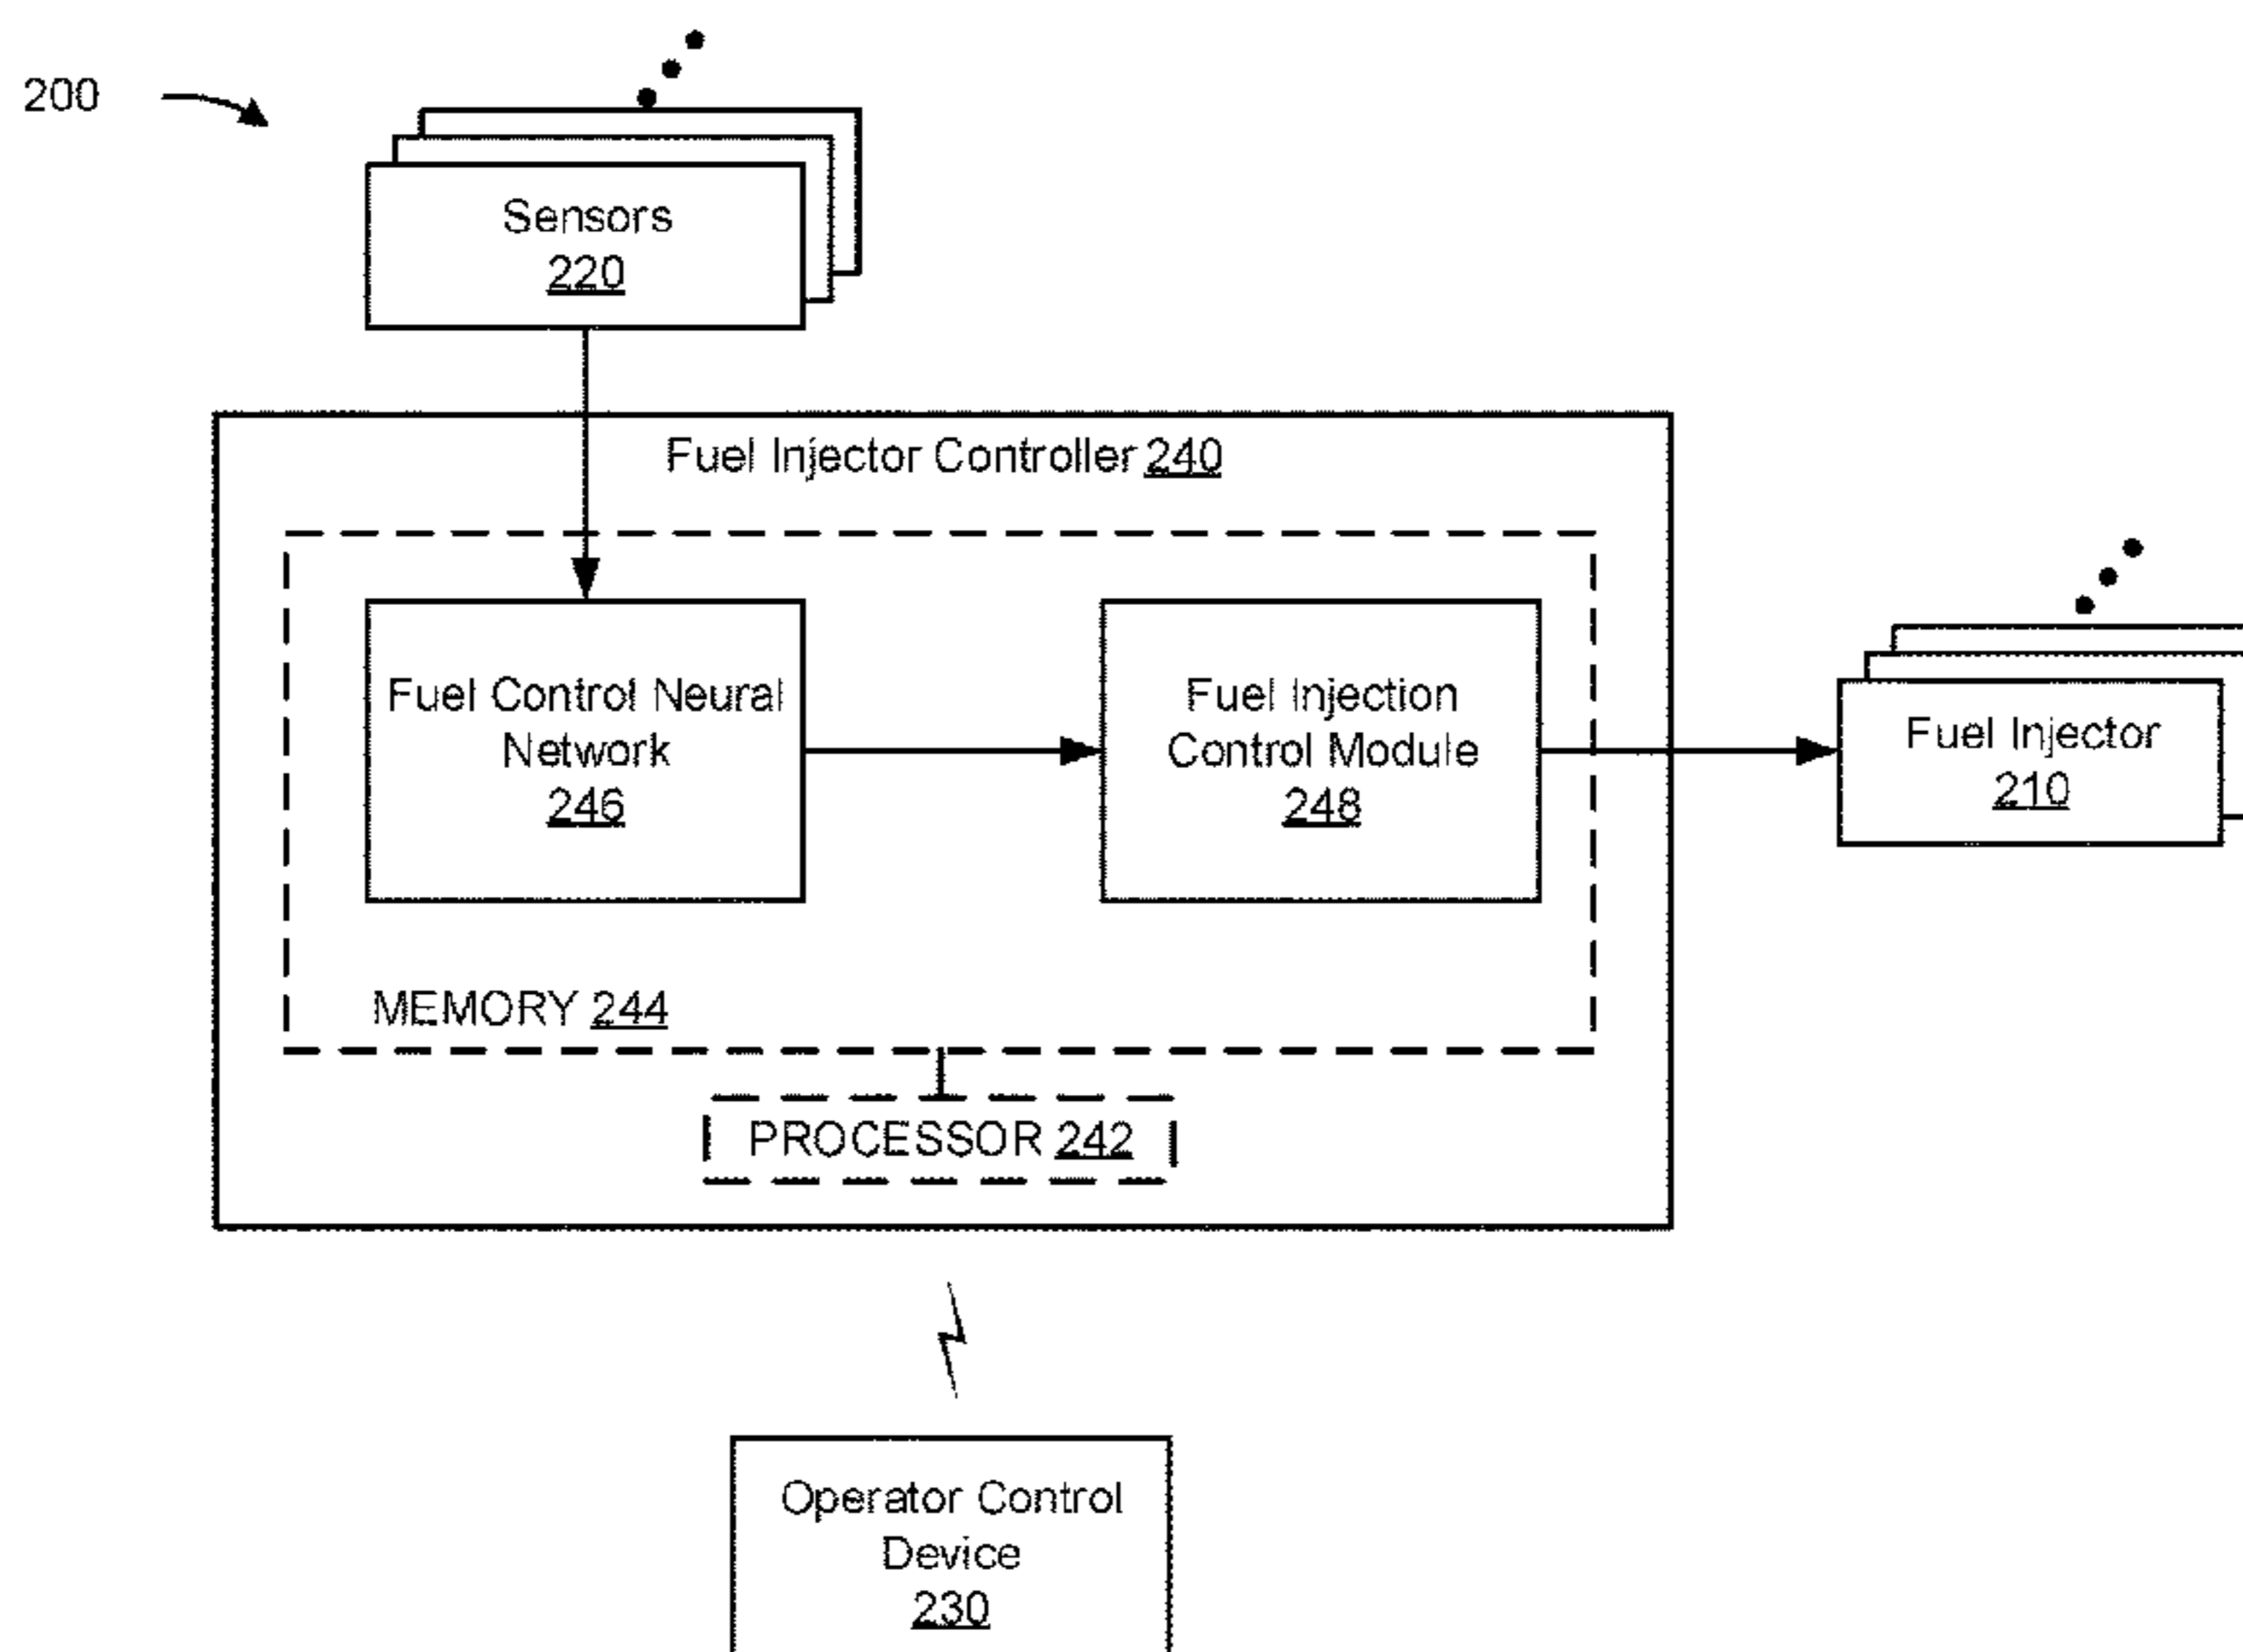 200
Sensors
220
Fuel Injector Controller 240
Fuel Control Neural
Network
246
Fuel Injection
Control Module
248
Fuel Injector
210
MEMORY 244
PROCESSOR 242
Operator Control
Device
230